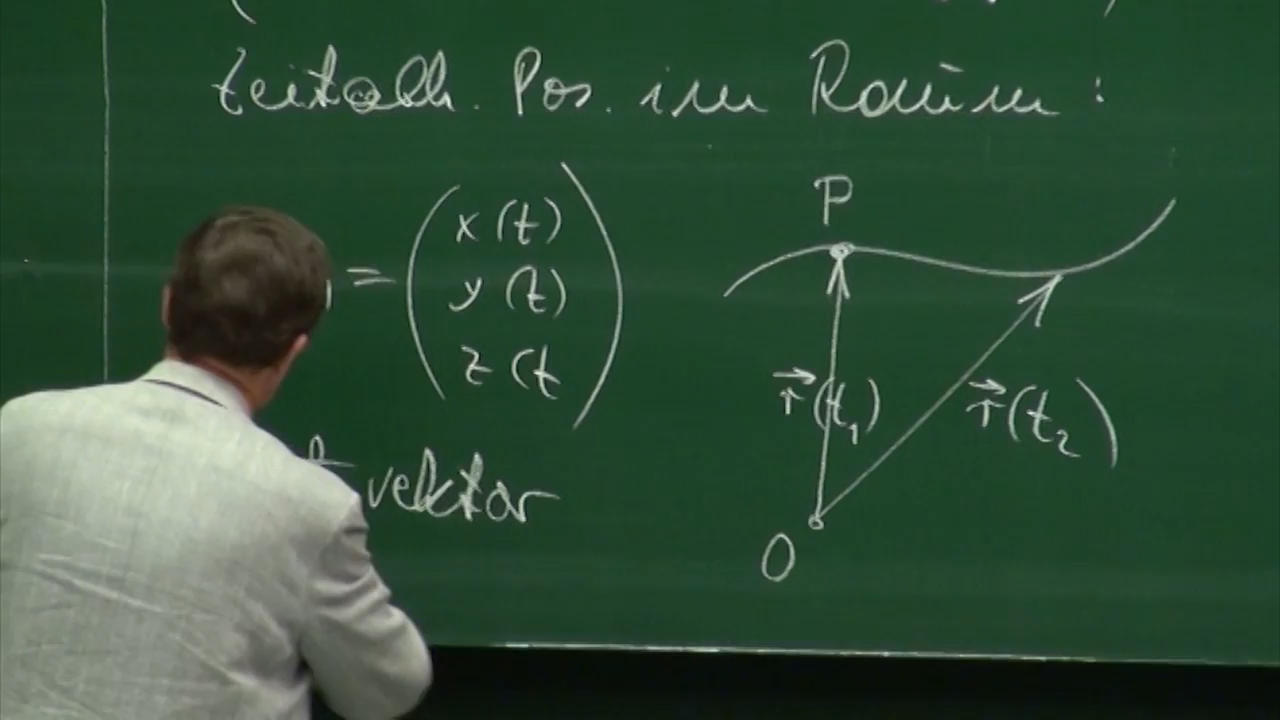 zeitabh. Pos. im Raum:
) = ( x(t)
y(t)
z(t )
vektor
P
r⃗(t₁)
r⃗(t₂)
O